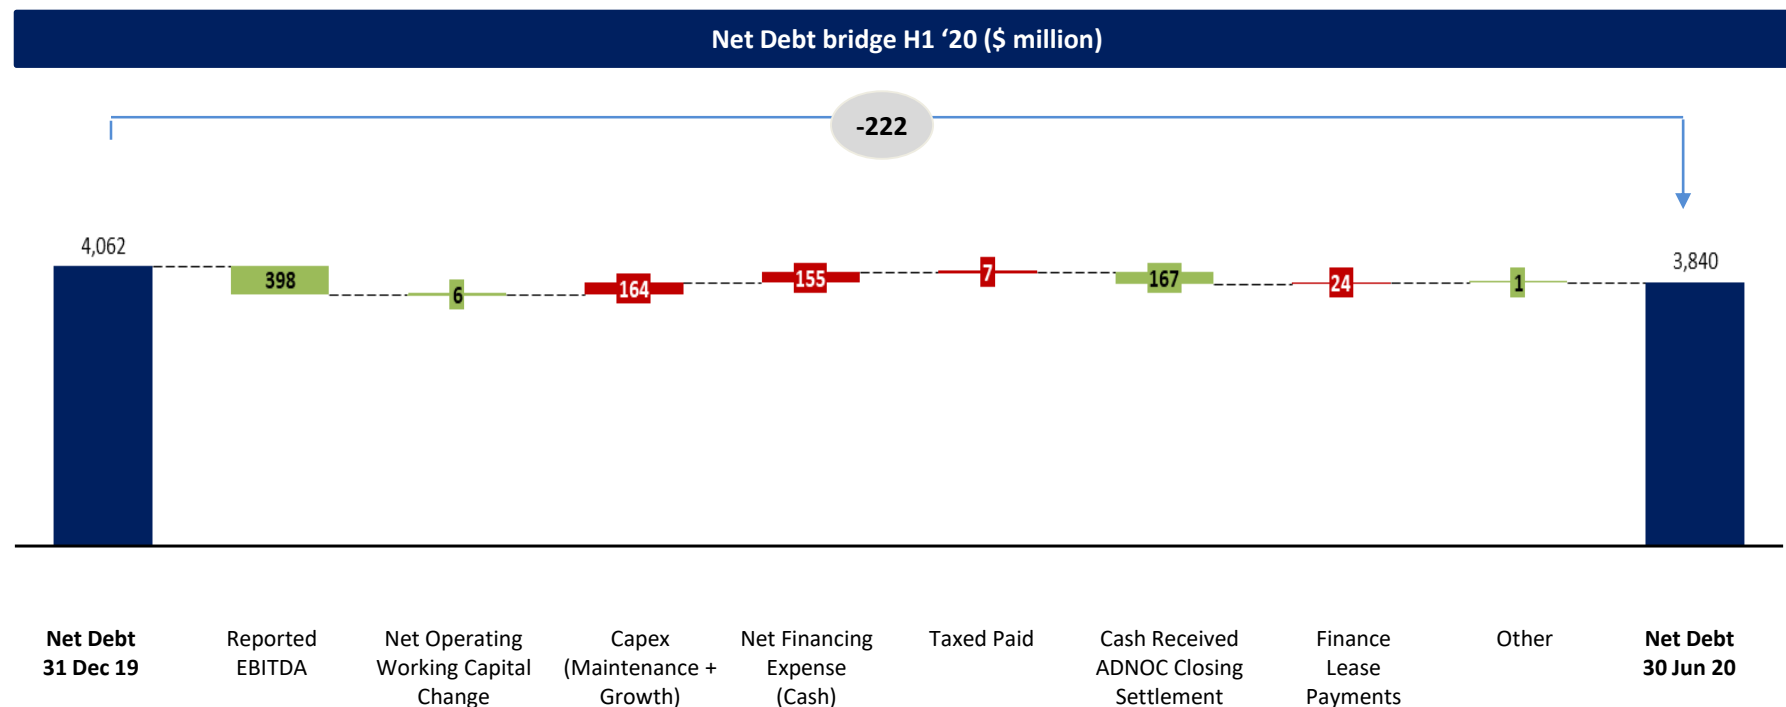 Net Debt bridge H1 ‘20 ($ million)
-222
4,062
398
6
164
155
7
167
24
1
3,840
Net Debt
31 Dec 19
Reported
EBITDA
Net Operating
Working Capital
Change
Capex
(Maintenance +
Growth)
Net Financing
Expense
(Cash)
Taxed Paid
Cash Received
ADNOC Closing
Settlement
Finance
Lease
Payments
Other
Net Debt
30 Jun 20